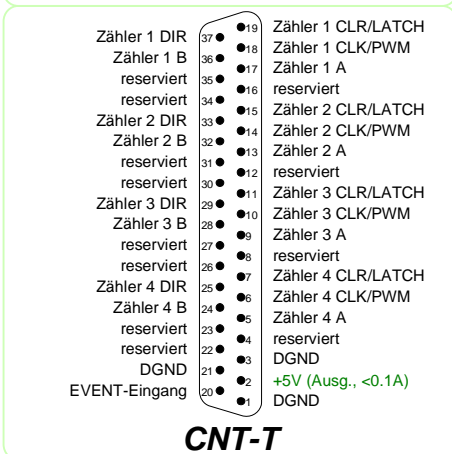 Zähler 1 DIR 37
Zähler 1 B 36
reserviert 35
reserviert 34
Zähler 2 DIR 33
Zähler 2 B 32
reserviert 31
reserviert 30
Zähler 3 DIR 29
Zähler 3 B 28
reserviert 27
reserviert 26
Zähler 4 DIR 25
Zähler 4 B 24
reserviert 23
reserviert 22
DGND 21
EVENT-Eingang 20
19 Zähler 1 CLR/LATCH
18 Zähler 1 CLK/PWM
17 Zähler 1 A
16 reserviert
15 Zähler 2 CLR/LATCH
14 Zähler 2 CLK/PWM
13 Zähler 2 A
12 reserviert
11 Zähler 3 CLR/LATCH
10 Zähler 3 CLK/PWM
9 Zähler 3 A
8 reserviert
7 Zähler 4 CLR/LATCH
6 Zähler 4 CLK/PWM
5 Zähler 4 A
4 reserviert
3 DGND
2 +5V (Ausg., <0.1A)
1 DGND
CNT-T